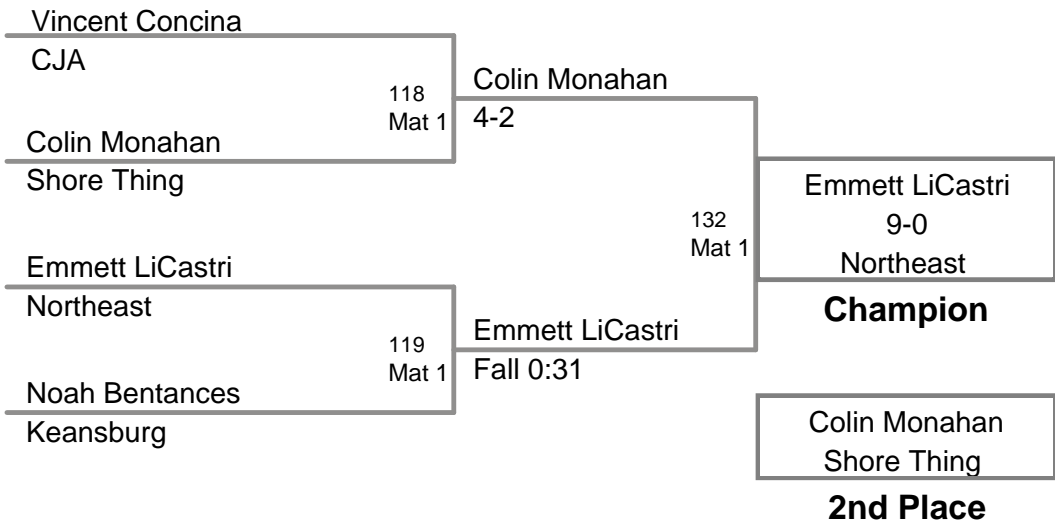 Vincent Concina
CJA
118
Mat 1
Colin Monahan
Shore Thing
Colin Monahan
4-2
Emmett LiCastri
Northeast
119
Mat 1
Noah Bentances
Keansburg
Emmett LiCastri
Fall 0:31
132
Mat 1
Emmett LiCastri
9-0
Northeast
Champion
Colin Monahan
Shore Thing
2nd Place